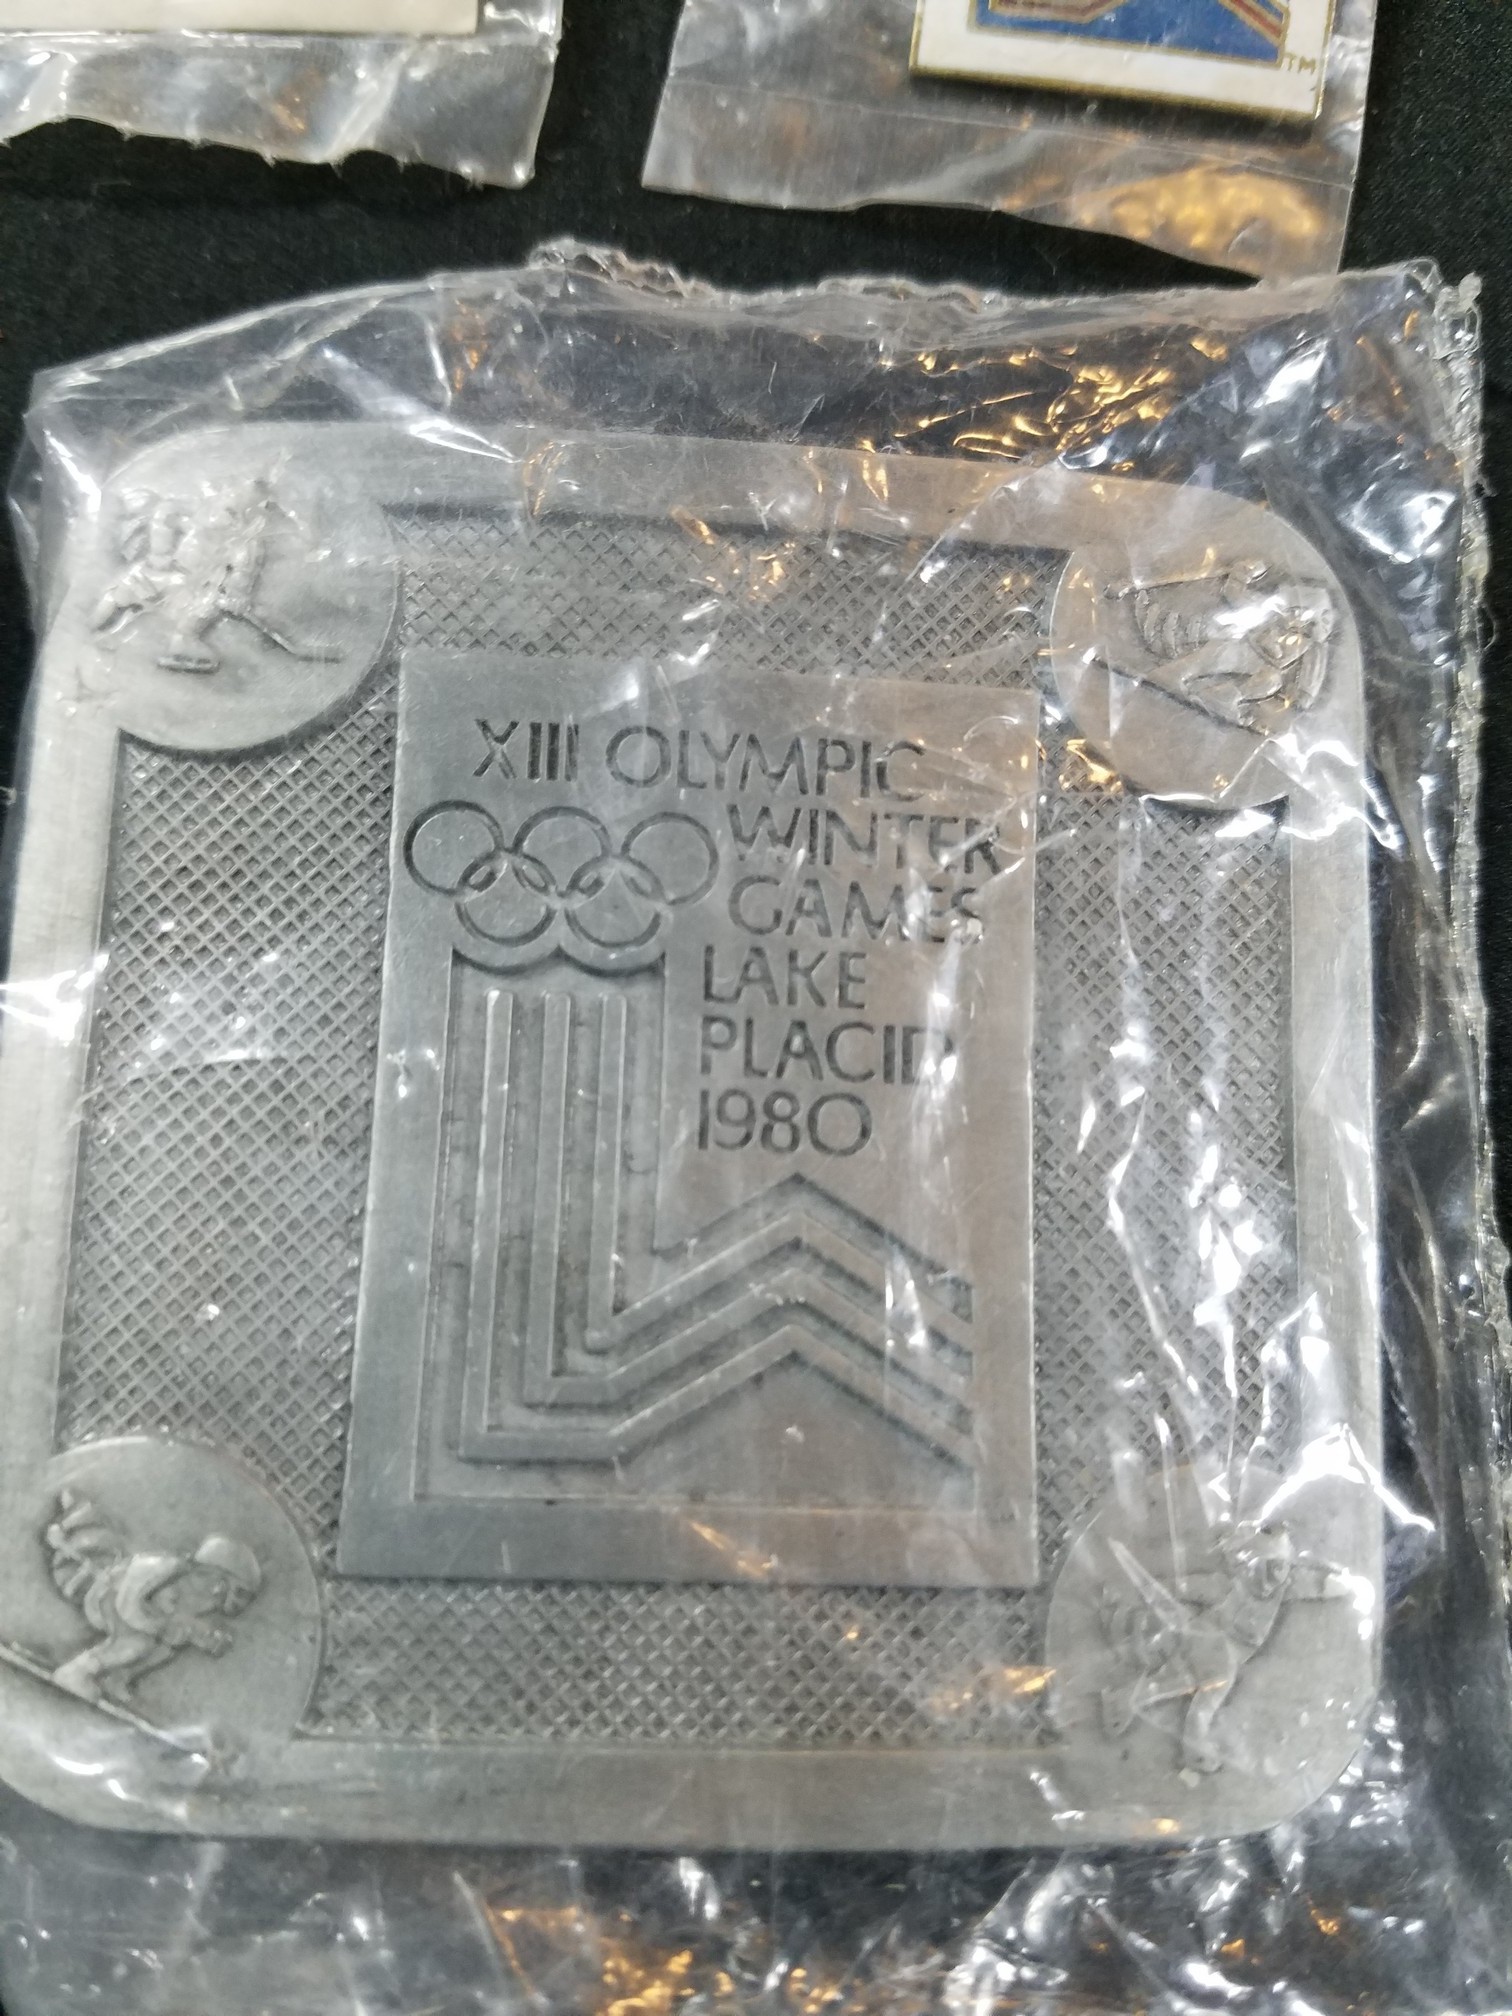 TM
XIII OLYMPIC
WINTER
GAMES
LAKE
PLACID
1980